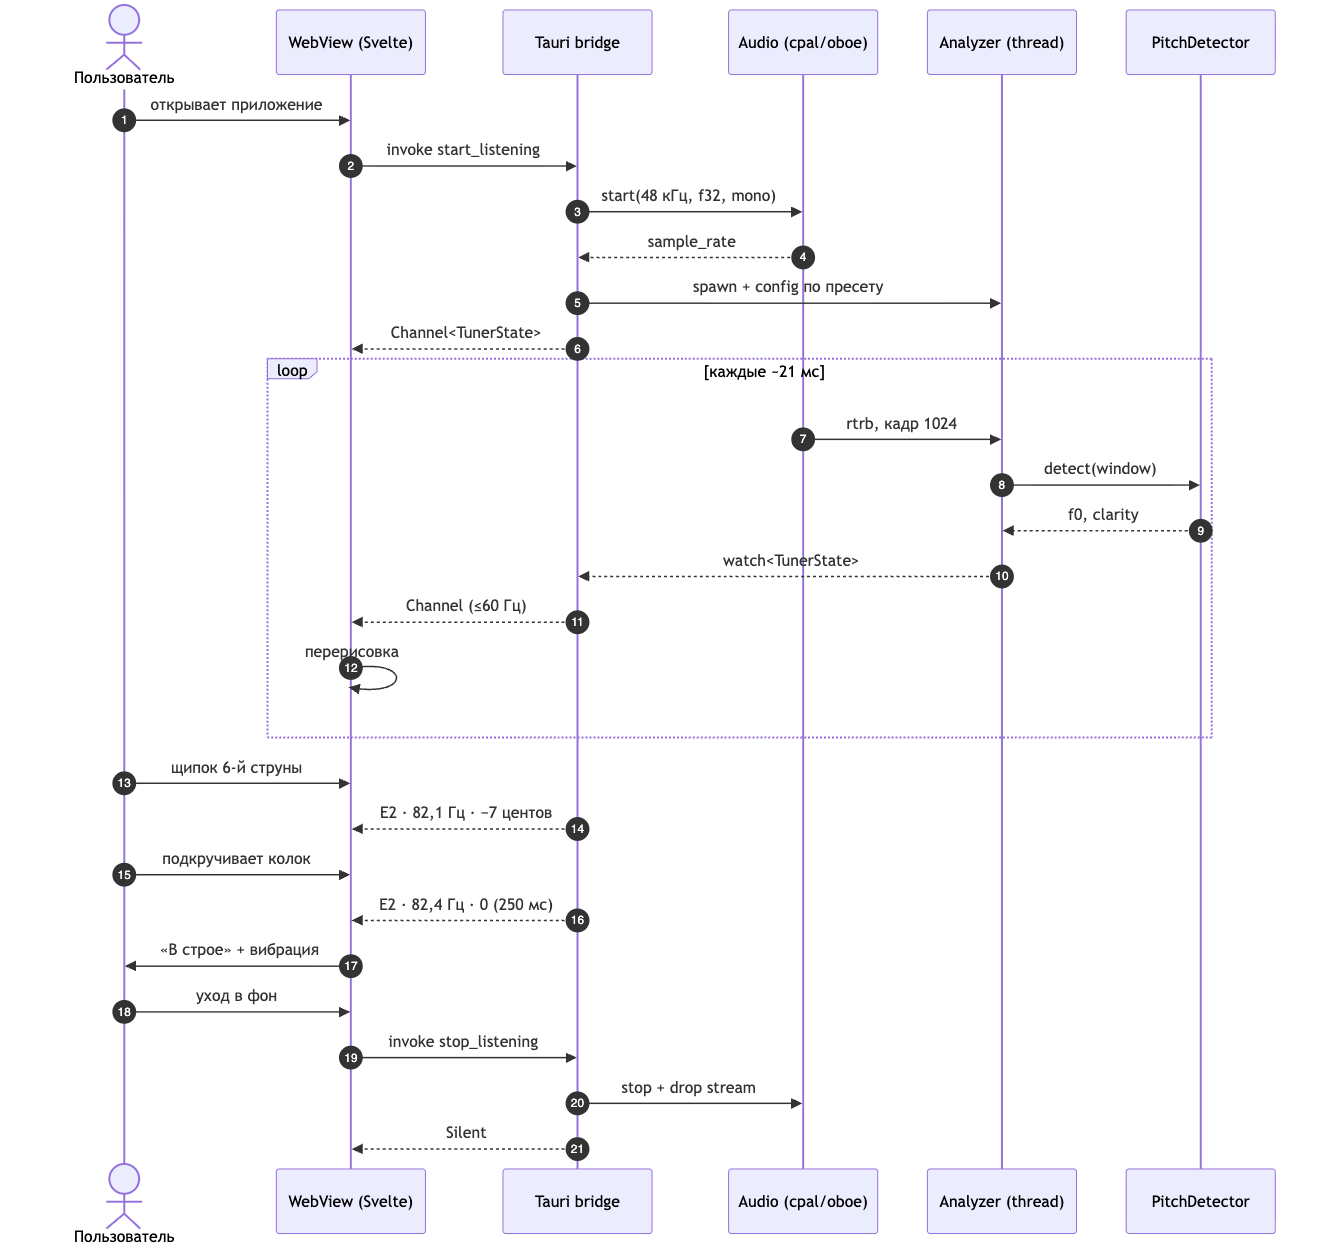 Пользователь
WebView (Svelte)
Tauri bridge
Audio (cpal/oboe)
Analyzer (thread)
PitchDetector
1
открывает приложение
2
invoke start_listening
3
start(48 кГц, f32, mono)
4
sample_rate
5
spawn + config по пресету
6
Channel<TunerState>
loop
[каждые ~21 мс]
7
rtrb, кадр 1024
8
detect(window)
9
f0, clarity
10
watch<TunerState>
11
Channel (≤60 Гц)
12
перерисовка
13
щипок 6-й струны
14
E2 · 82,1 Гц · −7 центов
15
подкручивает колок
16
E2 · 82,4 Гц · 0 (250 мс)
17
«В строе» + вибрация
18
уход в фон
19
invoke stop_listening
20
stop + drop stream
21
Silent
Пользователь
WebView (Svelte)
Tauri bridge
Audio (cpal/oboe)
Analyzer (thread)
PitchDetector